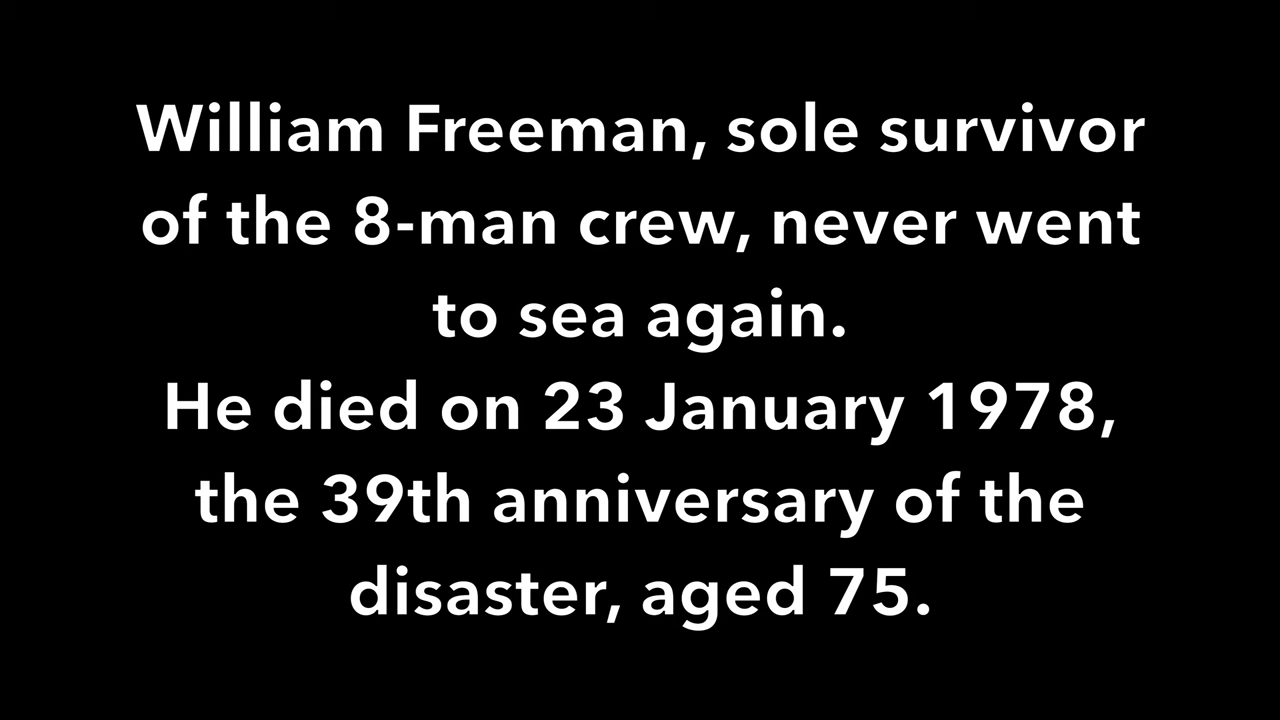 William Freeman, sole survivor
of the 8-man crew, never went
to sea again.
He died on 23 January 1978,
the 39th anniversary of the
disaster, aged 75.